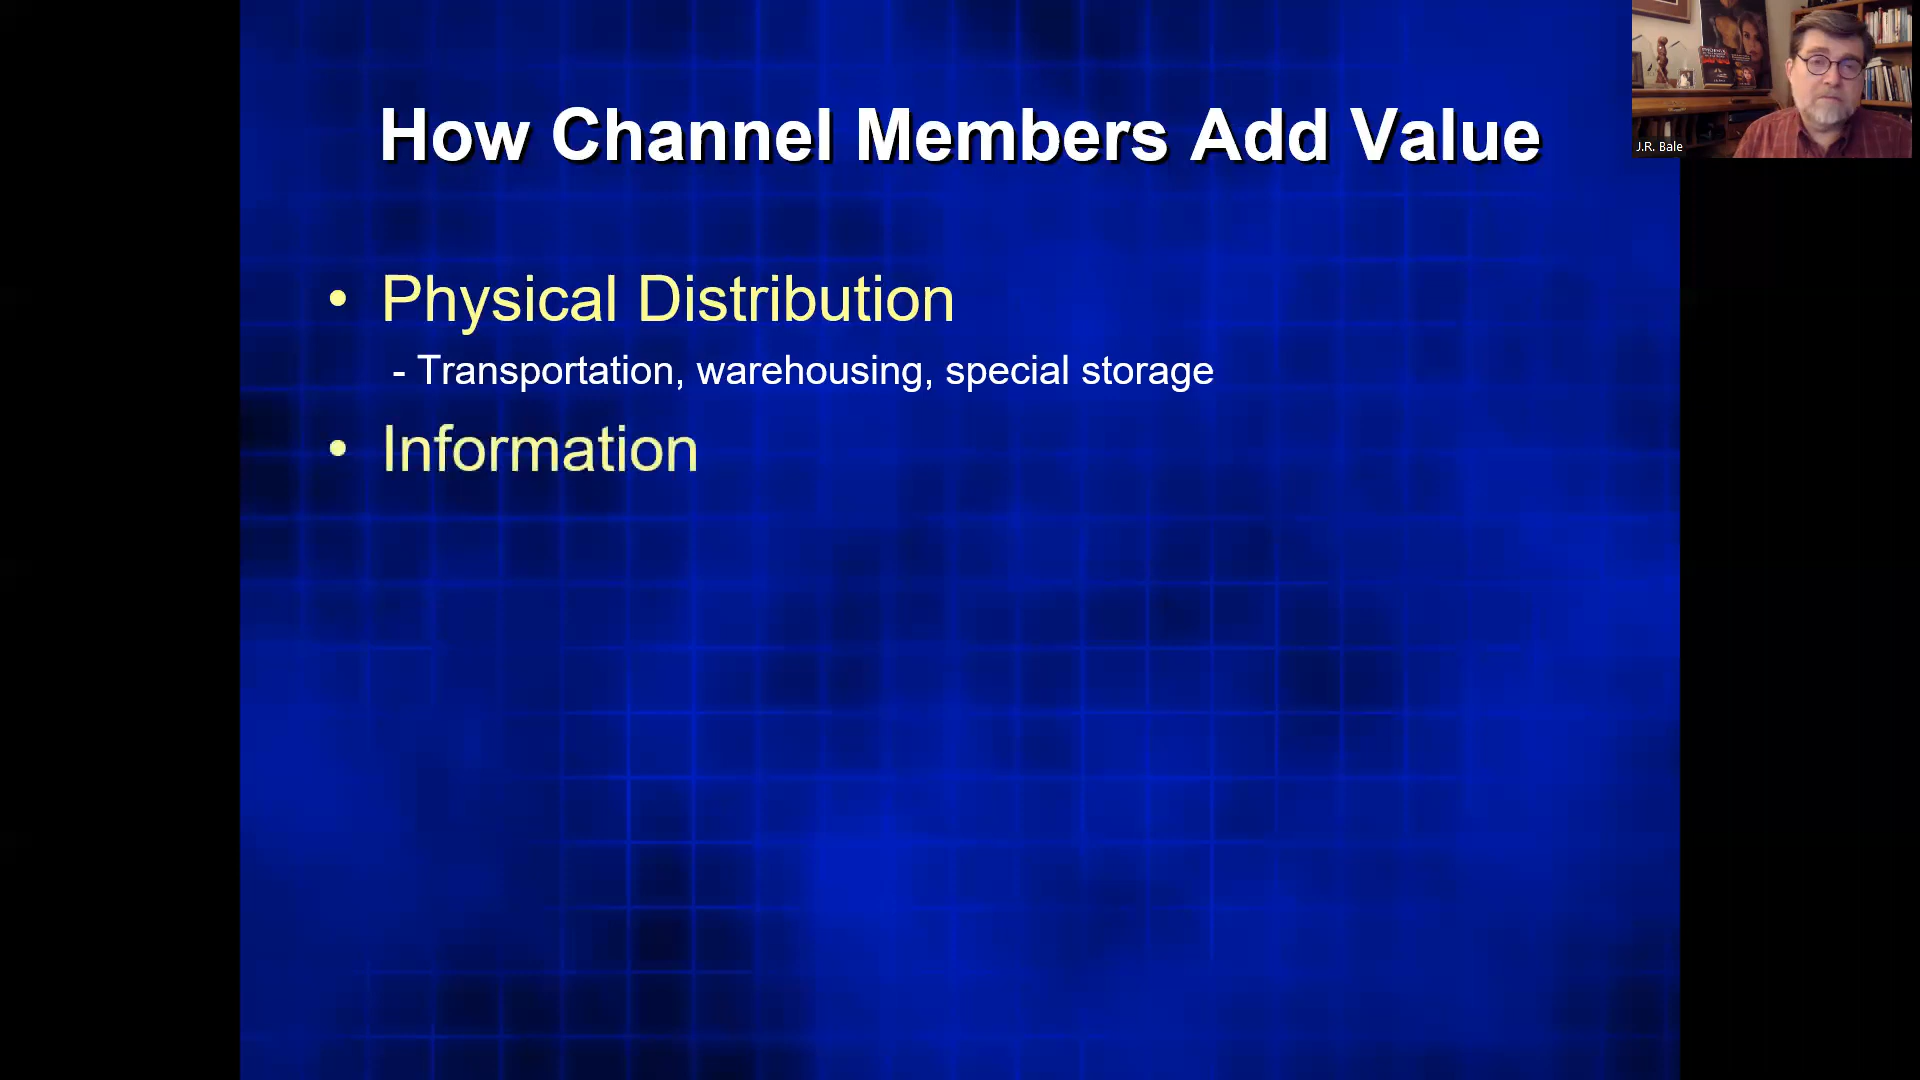 How Channel Members Add Value
• Physical Distribution
- Transportation, warehousing, special storage
• Information
J.R. Bale